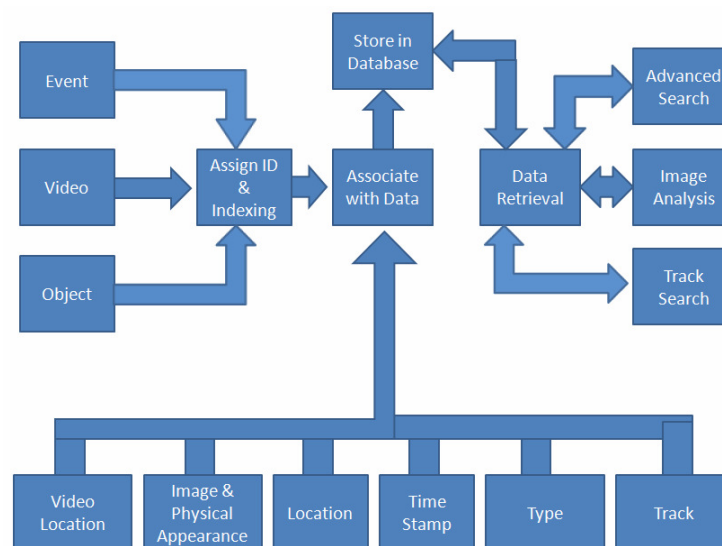 Store in
Database
Event
Advanced
Search
Video
Assign ID
&
Indexing
Associate
with Data
Data
Retrieval
Image
Analysis
Object
Track
Search
Video
Location
Image &
Physical
Appearance
Location
Time
Stamp
Type
Track